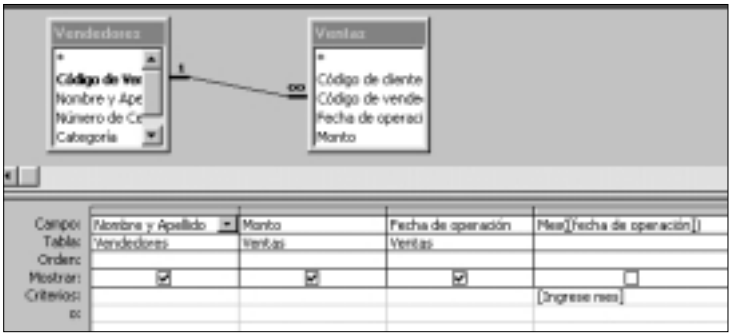 Vendedores
*
Código de Ven
Nombre y Ape
Número de Ce
Categoría
1
∞
Ventas
*
Código de cliente
Código de vende
Fecha de operaci
Monto
Campo: Nombre y Apellido Monto Fecha de operación Mes([fecha de operación])
Tabla: Vendedores Ventas Ventas
Orden:
Mostrar:
Criterios: [Ingrese mes]
o: